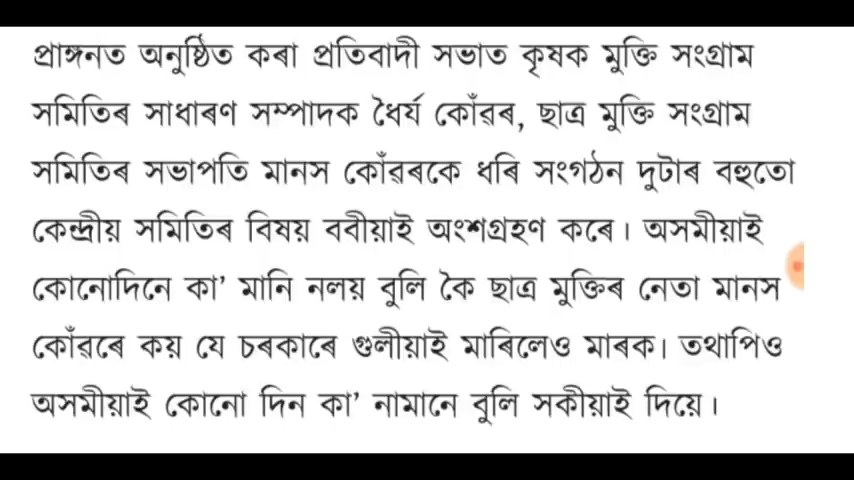 প্ৰাঙ্গনত অনুষ্ঠিত কৰা প্ৰতিবাদী সভাত কৃষক মুক্তি সংগ্ৰাম
সমিতিৰ সাধাৰণ সম্পাদক ধৈৰ্য কোঁৱৰ, ছাত্ৰ মুক্তি সংগ্ৰাম
সমিতিৰ সভাপতি মানস কোঁৱৰকে ধৰি সংগঠন দুটাৰ বহুতো
কেন্দ্ৰীয় সমিতিৰ বিষয় ববীয়াই অংশগ্ৰহণ কৰে। অসমীয়াই
কোনোদিনে কা’ মানি নলয় বুলি কৈ ছাত্ৰ মুক্তিৰ নেতা মানস
কোঁৱৰে কয় যে চৰকাৰে গুলীয়াই মাৰিলেও মাৰক। তথাপিও
অসমীয়াই কোনো দিন কা’ নামানে বুলি সকীয়াই দিয়ে।